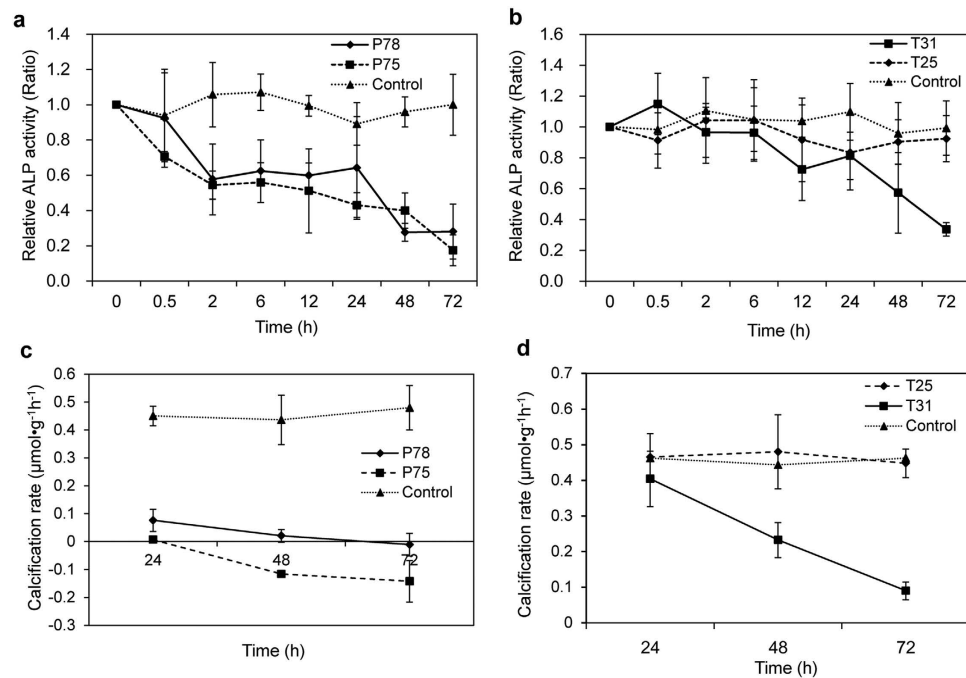 a
1.4
1.2
1.0
0.8
0.6
0.4
0.2
0.0
Relative ALP activity (Ratio)
P78
P75
Control
0 0.5 2 6 12 24 48 72
Time (h)
b
1.6
1.4
1.2
1.0
0.8
0.6
0.4
0.2
0.0
Relative ALP activity (Ratio)
T31
T25
Control
0 0.5 2 6 12 24 48 72
Time (h)
c
0.6
0.5
0.4
0.3
0.2
0.1
0
-0.1
-0.2
-0.3
Calcification rate (μmol•g⁻¹h⁻¹)
P78
P75
Control
24 48 72
Time (h)
d
0.7
0.6
0.5
0.4
0.3
0.2
0.1
0
Calcification rate (μmol•g⁻¹h⁻¹)
T25
T31
Control
24 48 72
Time (h)